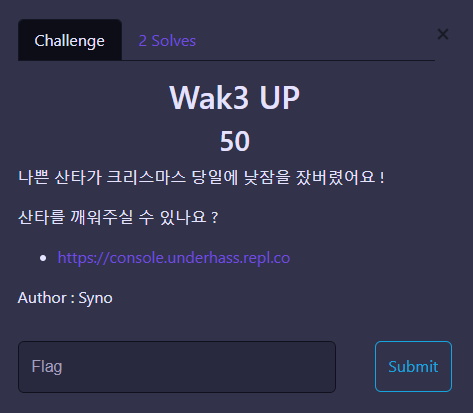 Challenge
2 Solves
×
Wak3 UP
50
나쁜 산타가 크리스마스 당일에 낮잠을 잤버렸어요 !
산타를 깨워주실 수 있나요 ?
https://console.underhass.repl.co
Author : Syno
Flag
Submit